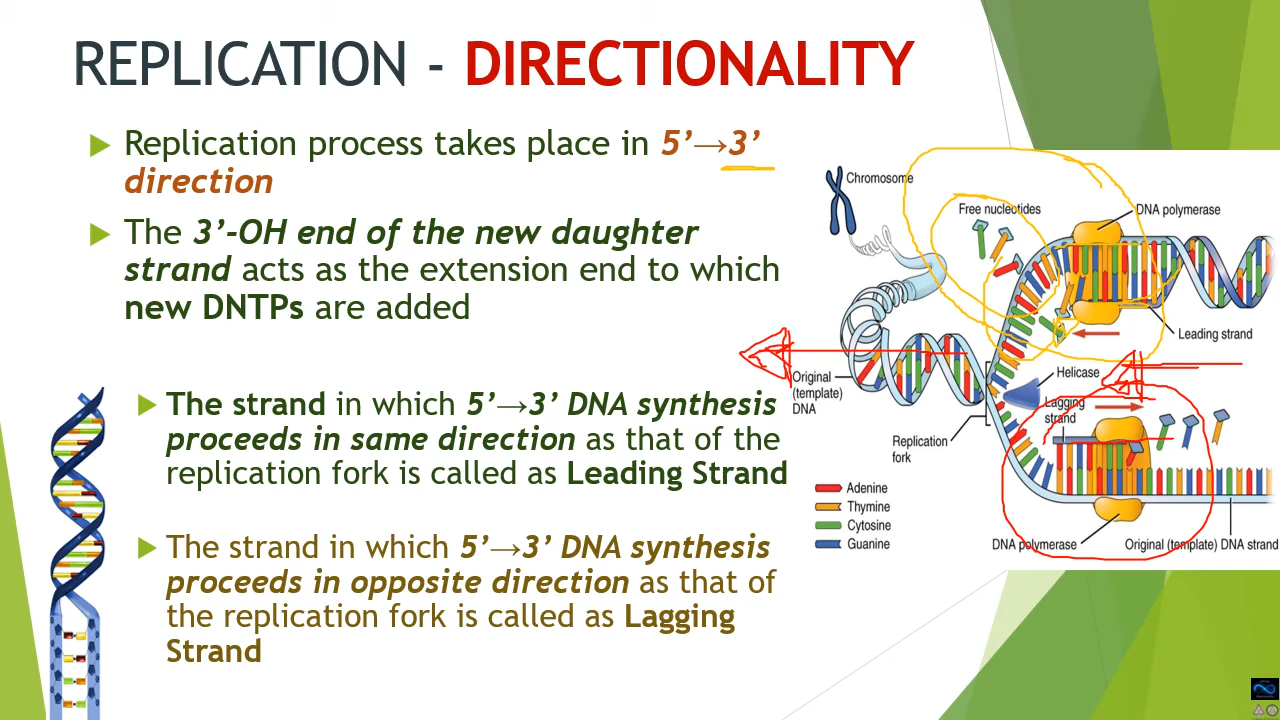 REPLICATION - DIRECTIONALITY
Replication process takes place in 5’→3’
direction
The 3’-OH end of the new daughter
strand acts as the extension end to which
new DNTPs are added
The strand in which 5’→3’ DNA synthesis
proceeds in same direction as that of the
replication fork is called as Leading Strand
The strand in which 5’→3’ DNA synthesis
proceeds in opposite direction as that of
the replication fork is called as Lagging
Strand
Chromosome
Free nucleotides
DNA polymerase
Leading strand
Helicase
Lagging
strand
Original
(template)
DNA
Replication
fork
Adenine
Thymine
Cytosine
Guanine
DNA polymerase
Original (template) DNA strand